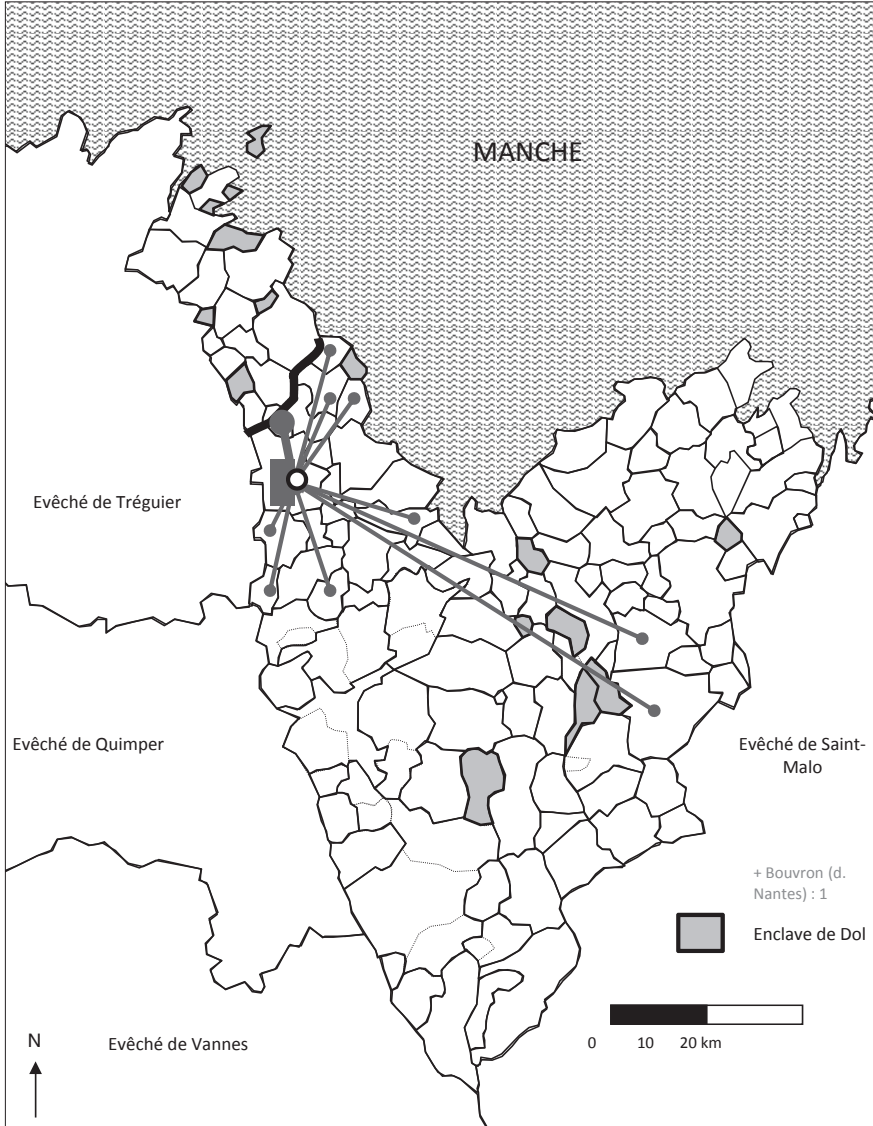 MANCHE
Evêché de Tréguier
Evêché de Quimper
Evêché de Saint-
Malo
+ Bouvron (d.
Nantes) : 1
Enclave de Dol
0 10 20 km
N
Evêché de Vannes